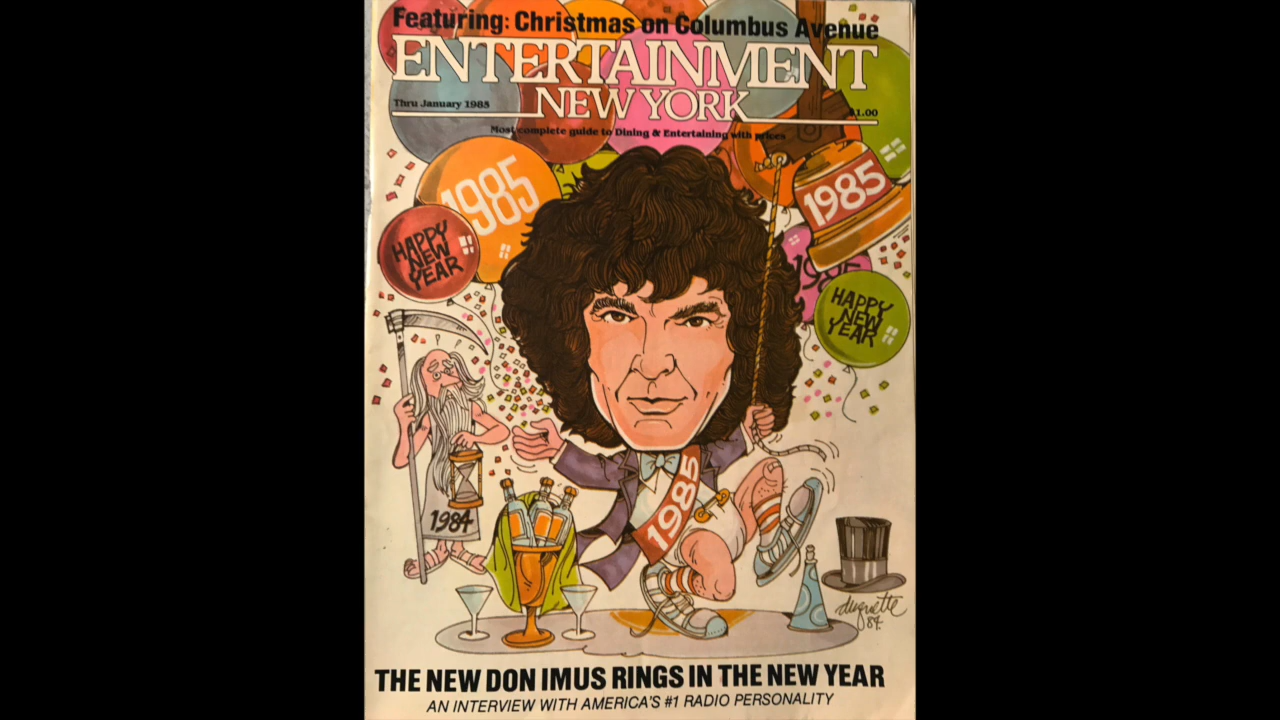 Featuring: Christmas on Columbus Avenue
ENTERTAINMENT
NEW YORK
Thru January 1985
$1.00
Most complete guide to Dining & Entertaining with prices
1985
1985
HAPPY
NEW
YEAR
1985
HAPPY
NEW
YEAR
1984
1985
duquette
84.
THE NEW DON IMUS RINGS IN THE NEW YEAR
AN INTERVIEW WITH AMERICA'S #1 RADIO PERSONALITY